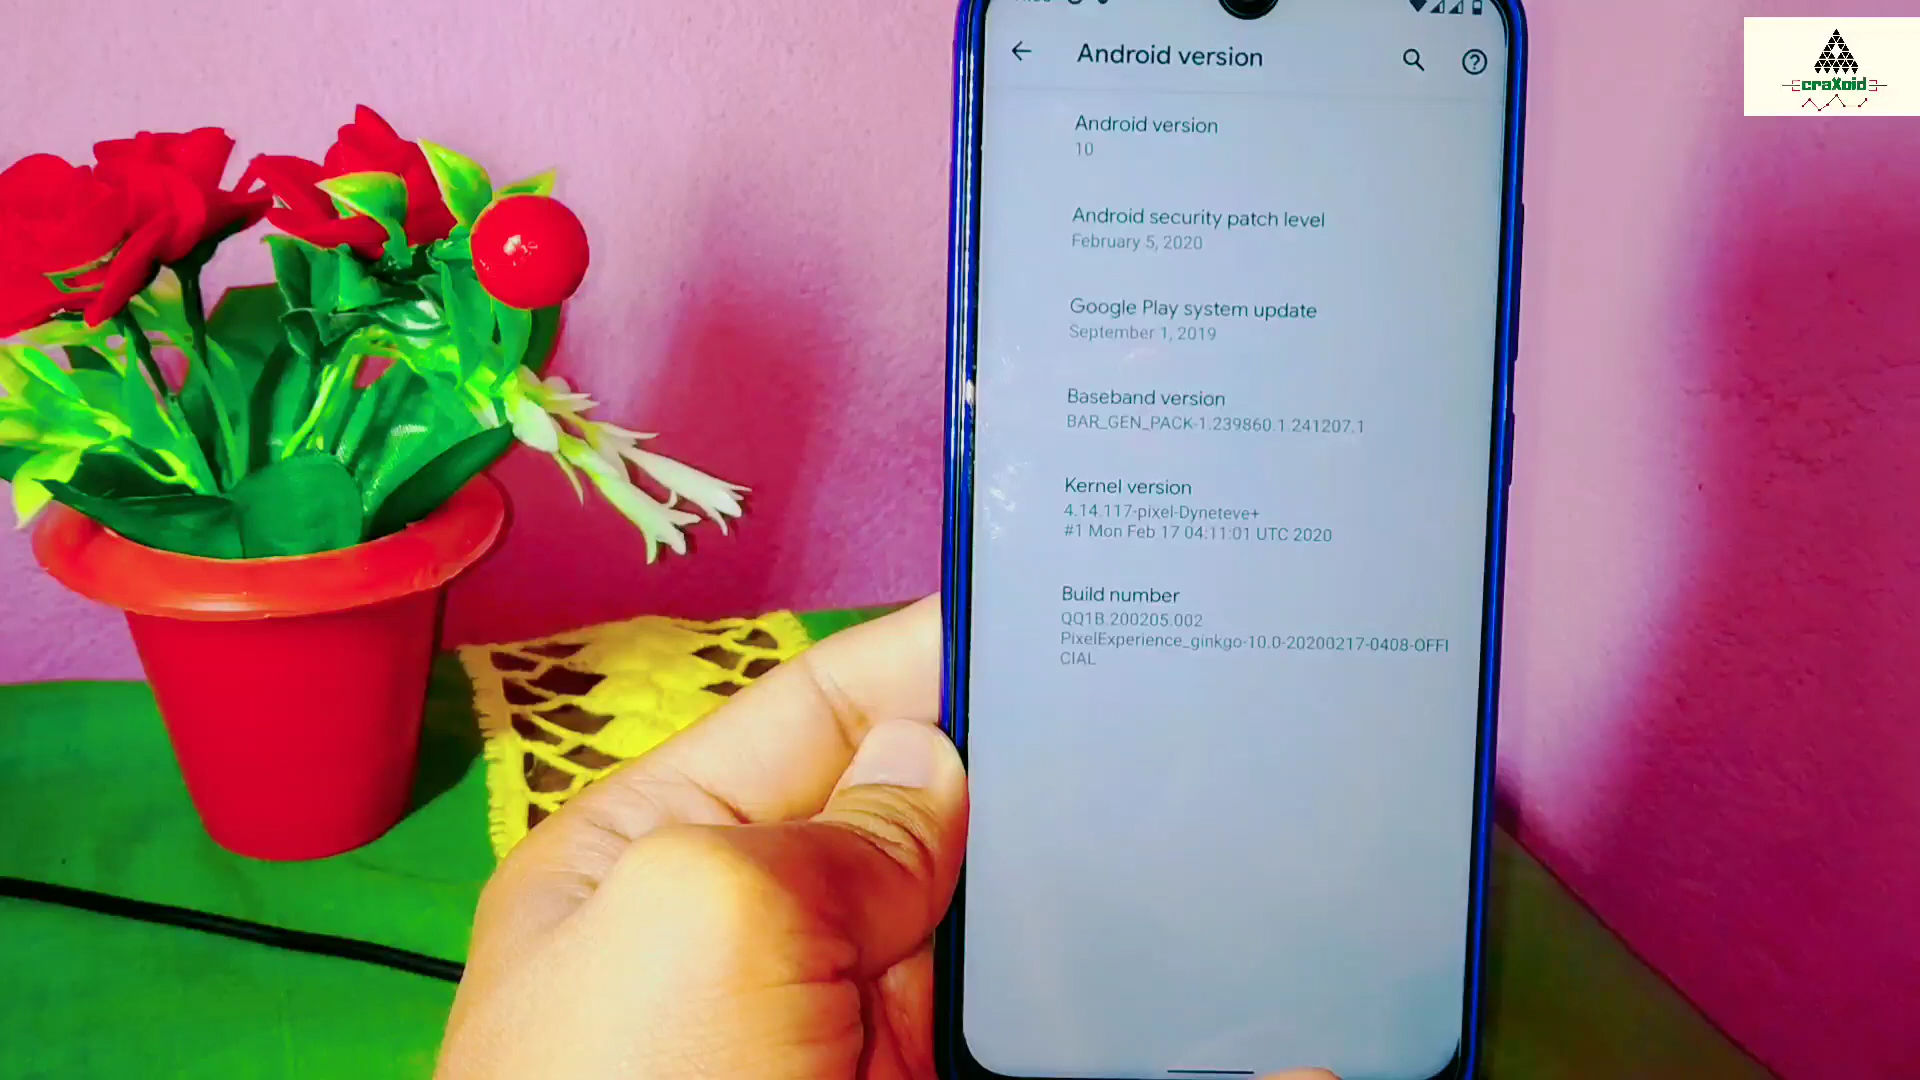 craXoid
Android version
Android version
10
Android security patch level
February 5, 2020
Google Play system update
September 1, 2019
Baseband version
BAR_GEN_PACK-1.239860.1.241207.1
Kernel version
4.14.117-pixel-Dyneteve+
#1 Mon Feb 17 04:11:01 UTC 2020
Build number
QQ1B.200205.002
PixelExperience_ginkgo-10.0-20200217-0408-OFFI
CIAL